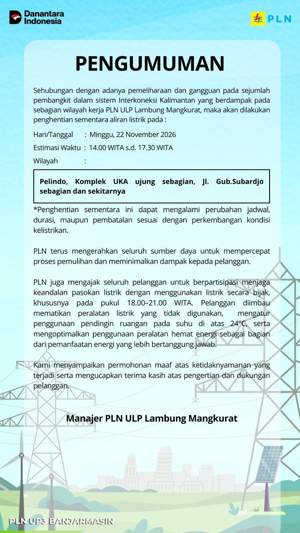 Danantara
Indonesia
PLN
PENGUMUMAN
Sehubungan dengan adanya pemeliharaan dan gangguan pada sejumlah
pembangkit dalam sistem Interkoneksi Kalimantan yang berdampak pada
sebagian wilayah kerja PLN ULP Lambung Mangkurat, maka akan dilakukan
penghentian sementara aliran listrik pada :
Hari/Tanggal : Minggu, 22 November 2026
Estimasi Waktu : 14.00 WITA s.d. 17.30 WITA
Wilayah :
Pelindo, Komplek UKA ujung sebagian, Jl. Gub.Subardjo
sebagian dan sekitarnya
*Penghentian sementara ini dapat mengalami perubahan jadwal,
durasi, maupun pembatalan sesuai dengan perkembangan kondisi
kelistrikan.
PLN terus mengerahkan seluruh sumber daya untuk mempercepat
proses pemulihan dan meminimalkan dampak kepada pelanggan.
PLN juga mengajak seluruh pelanggan untuk berpartisipasi menjaga
keandalan pasokan listrik dengan menggunakan listrik secara bijak,
khususnya pada pukul 18.00–21.00 WITA. Pelanggan diimbau
mematikan peralatan listrik yang tidak digunakan, mengatur
penggunaan pendingin ruangan pada suhu di atas 24°C, serta
mengoptimalkan penggunaan peralatan hemat energi sebagai bagian
dari pemanfaatan energi yang lebih bertanggung jawab.
Kami menyampaikan permohonan maaf atas ketidaknyamanan yang
terjadi serta mengucapkan terima kasih atas pengertian dan dukungan
pelanggan.
Manajer PLN ULP Lambung Mangkurat
PLN UP3 BANJARMASIN